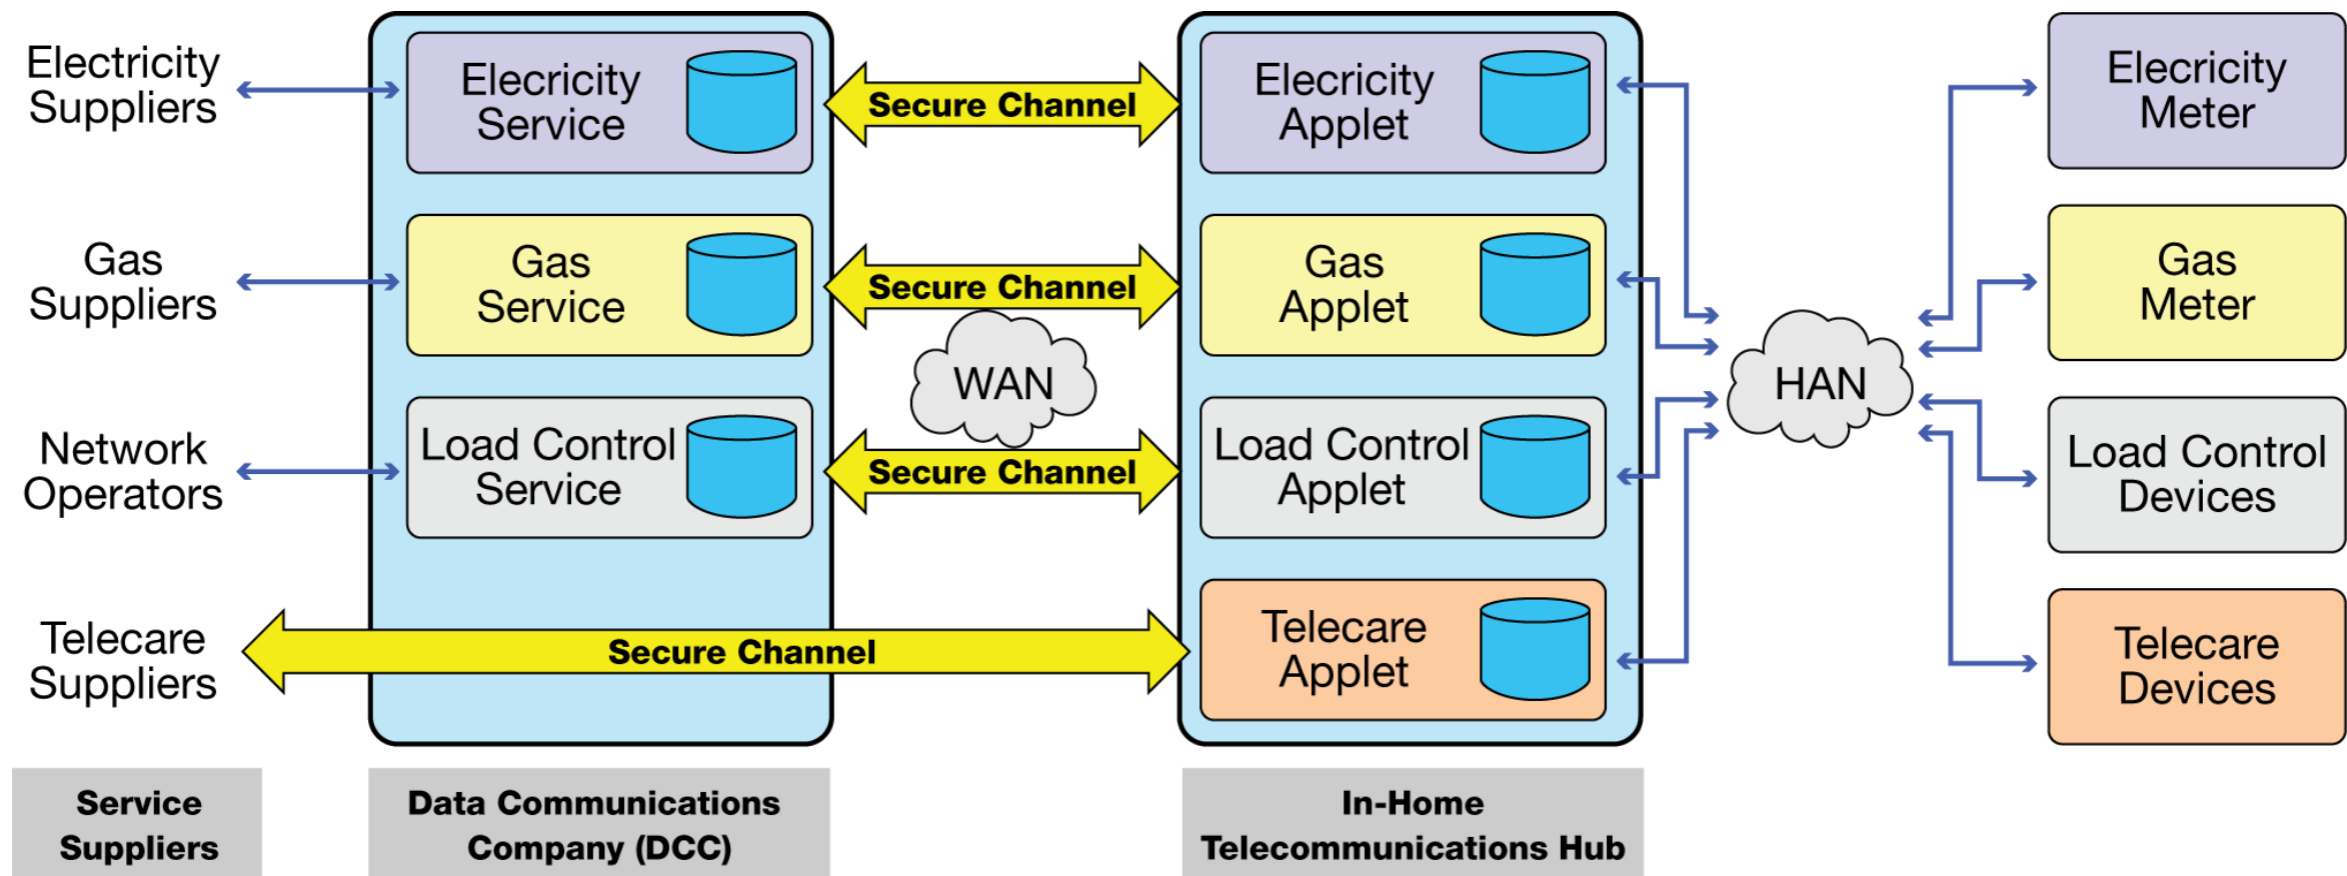 Electricity
Suppliers
Elecricity
Service
Secure Channel
Elecricity
Applet
Elecricity
Meter
Gas
Suppliers
Gas
Service
Secure Channel
Gas
Applet
Gas
Meter
WAN
HAN
Network
Operators
Load Control
Service
Secure Channel
Load Control
Applet
Load Control
Devices
Telecare
Suppliers
Secure Channel
Telecare
Applet
Telecare
Devices
Service
Suppliers
Data Communications
Company (DCC)
In-Home
Telecommunications Hub